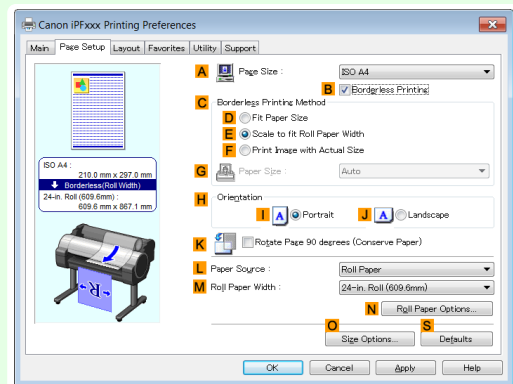 Canon iPFxxx Printing Preferences
Main Page Setup Layout Favorites Utility Support
A Page Size : ISO A4
B Borderless Printing
C Borderless Printing Method
D Fit Paper Size
E Scale to fit Roll Paper Width
F Print Image with Actual Size
G Paper Size : Auto
ISO A4 :
210.0 mm x 297.0 mm
Borderless(Roll Width)
24-in. Roll (609.6mm) :
609.6 mm x 867.1 mm
H Orientation
I A Portrait J A Landscape
K Rotate Page 90 degrees (Conserve Paper)
R
L Paper Source : Roll Paper
M Roll Paper Width : 24-in. Roll (609.6mm)
N Roll Paper Options...
O Size Options... S Defaults
OK Cancel Apply Help